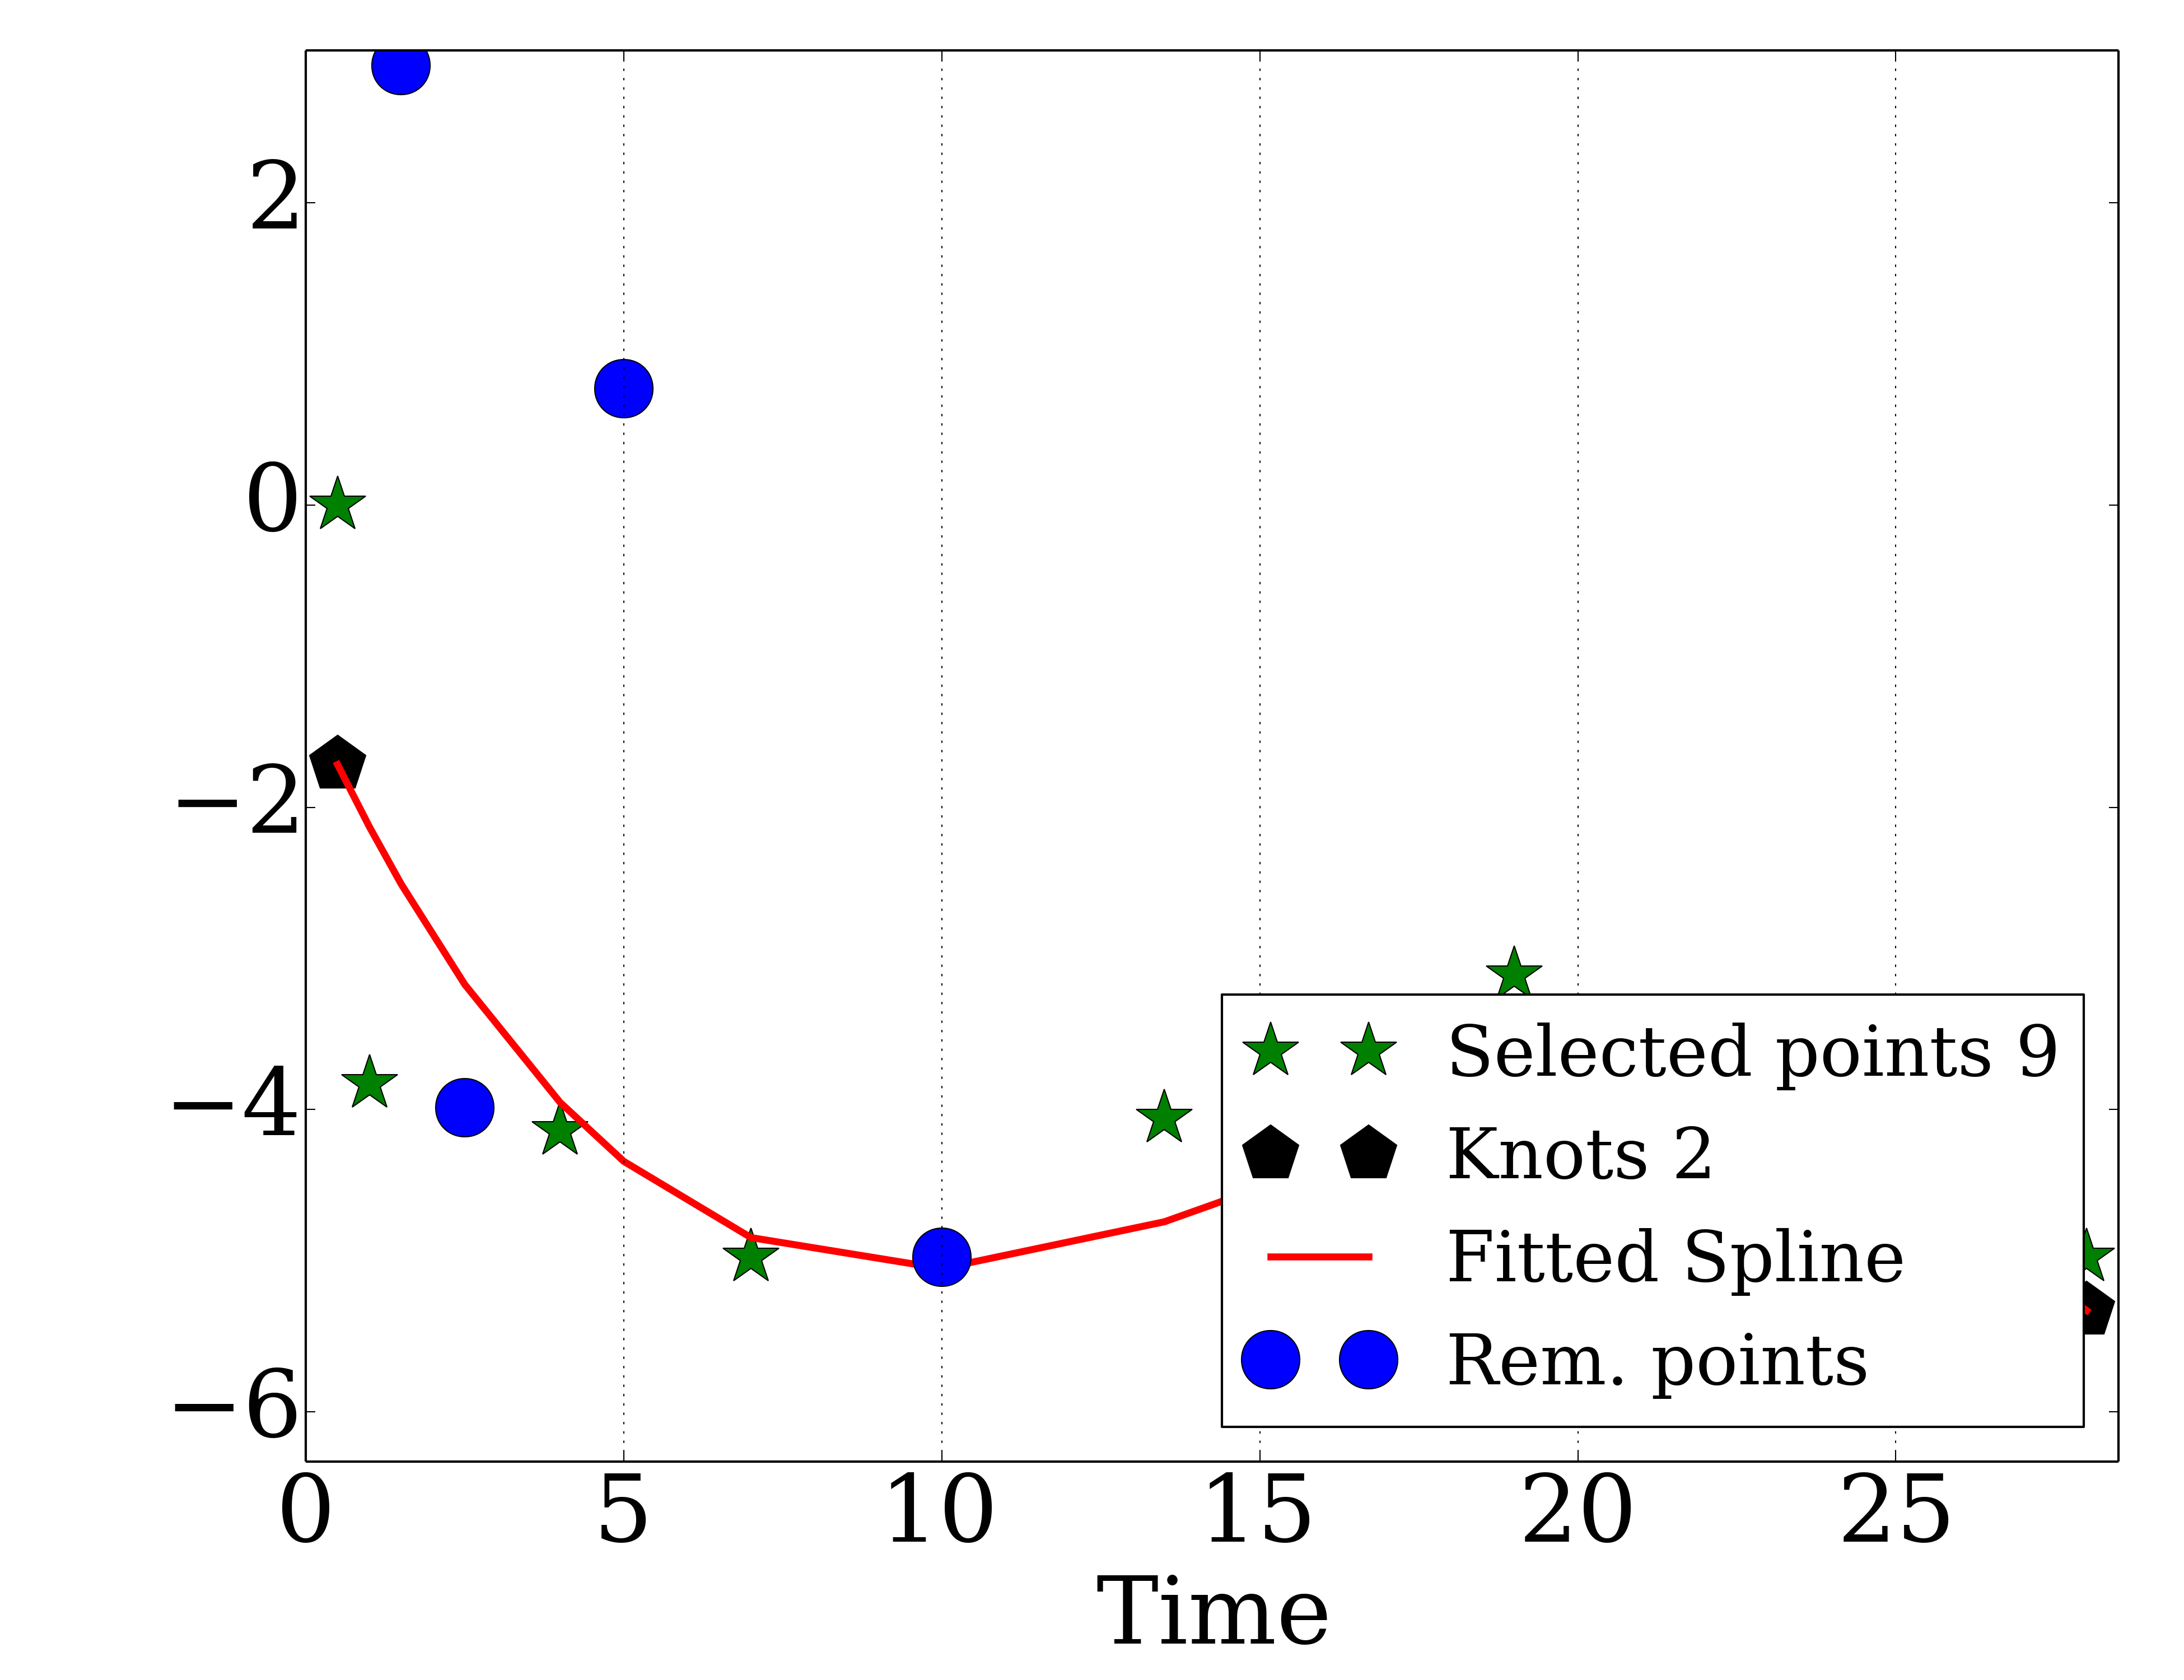 2
0
−2
−4
−6
0 5 10 15 20 25
Time
Selected points 9
Knots 2
Fitted Spline
Rem. points